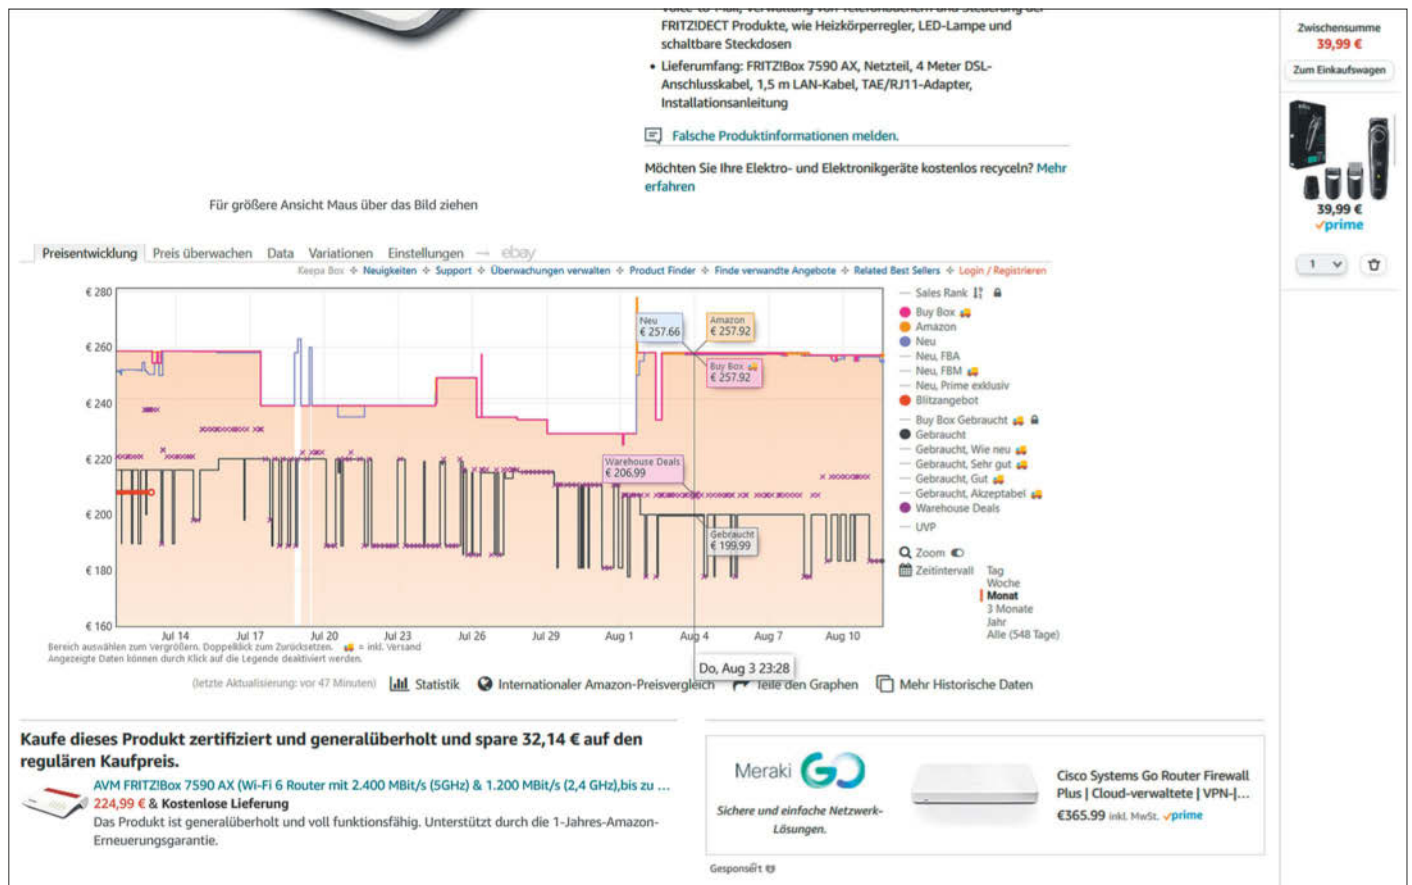 Voice-to-Mail, Verwaltung von Telefonbüchern und Steuerung der
FRITZ!DECT Produkte, wie Heizkörperregler, LED-Lampe und
schaltbare Steckdosen
• Lieferumfang: FRITZ!Box 7590 AX, Netzteil, 4 Meter DSL-
Anschlusskabel, 1,5 m LAN-Kabel, TAE/RJ11-Adapter,
Installationsanleitung
Falsche Produktinformationen melden.
Möchten Sie Ihre Elektro- und Elektronikgeräte kostenlos recyceln? Mehr
erfahren
Für größere Ansicht Maus über das Bild ziehen
Zwischensumme
39,99 €
Zum Einkaufswagen
39,99 €
prime
1
Preisentwicklung Preis überwachen Data Variationen Einstellungen → ebay
Keepa Box ✧ Neuigkeiten ✧ Support ✧ Überwachungen verwalten ✧ Product Finder ✧ Finde verwandte Angebote ✧ Related Best Sellers ✧ Login / Registrieren
€ 280
€ 260
€ 240
€ 220
€ 200
€ 180
€ 160
Neu
€ 257.66
Amazon
€ 257.92
Buy Box
€ 257.92
Warehouse Deals
€ 206.99
Gebraucht
€ 199.99
Jul 14 Jul 17 Jul 20 Jul 23 Jul 26 Jul 29 Aug 1 Aug 4 Aug 7 Aug 10
Do, Aug 3 23:28
Sales Rank
Buy Box
Amazon
Neu
Neu, FBA
Neu, FBM
Neu, Prime exklusiv
Blitzangebot
Buy Box Gebraucht
Gebraucht
Gebraucht, Wie neu
Gebraucht, Sehr gut
Gebraucht, Gut
Gebraucht, Akzeptabel
Warehouse Deals
UVP
Zoom
Zeitintervall Tag
Woche
Monat
3 Monate
Jahr
Alle (548 Tage)
Bereich auswählen zum Vergrößern. Doppelklick zum Zurücksetzen. = inkl. Versand
Angezeigte Daten können durch Klick auf die Legende deaktiviert werden.
(letzte Aktualisierung: vor 47 Minuten) Statistik Internationaler Amazon-Preisvergleich Teile den Graphen Mehr Historische Daten
Kaufe dieses Produkt zertifiziert und generalüberholt und spare 32,14 € auf den
regulären Kaufpreis.
AVM FRITZ!Box 7590 AX (Wi-Fi 6 Router mit 2.400 MBit/s (5GHz) & 1.200 MBit/s (2,4 GHz),bis zu ...
224,99 € & Kostenlose Lieferung
Das Produkt ist generalüberholt und voll funktionsfähig. Unterstützt durch die 1-Jahres-Amazon-
Erneuerungsgarantie.
Meraki GO
Sichere und einfache Netzwerk-
Lösungen.
Cisco Systems Go Router Firewall
Plus | Cloud-verwaltete | VPN-|...
€365.99 inkl. MwSt. prime
Gesponsert